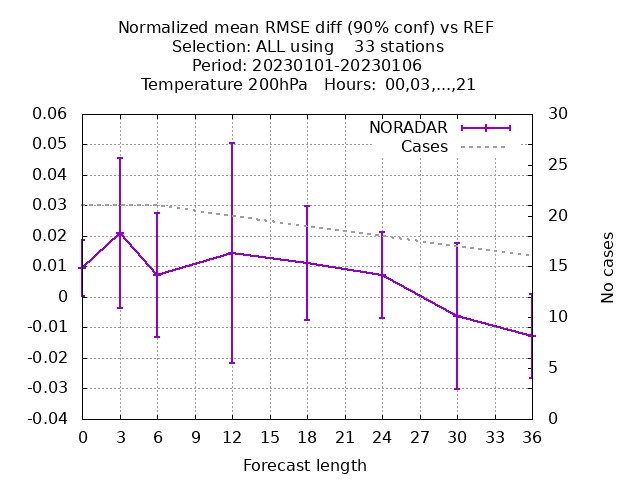 Normalized mean RMSE diff (90% conf) vs REF
Selection: ALL using    33 stations
Period: 20230101-20230106
Temperature 200hPa   Hours:  00,03,...,21
NORADAR
Cases
0.06
0.05
0.04
0.03
0.02
0.01
0
-0.01
-0.02
-0.03
-0.04
30
25
20
15
10
5
0
No cases
0 3 6 9 12 15 18 21 24 27 30 33 36
Forecast length